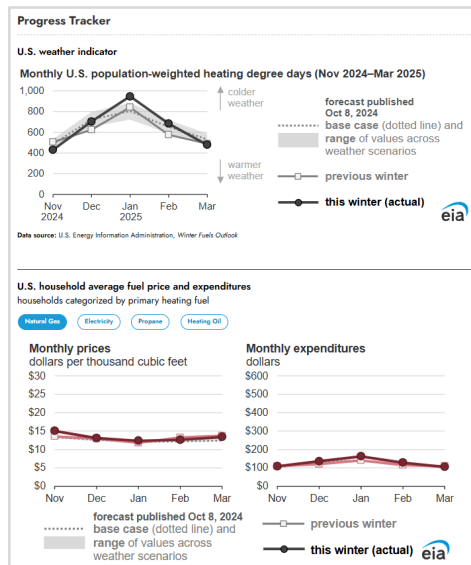 Progress Tracker
U.S. weather indicator
Monthly U.S. population-weighted heating degree days (Nov 2024–Mar 2025)
1,000
800
600
400
200
0
Nov
2024
Dec
Jan
2025
Feb
Mar
colder
weather
warmer
weather
forecast published
Oct 8, 2024
base case (dotted line) and
range of values across
weather scenarios
previous winter
this winter (actual)
eia
Data source: U.S. Energy Information Administration, Winter Fuels Outlook
U.S. household average fuel price and expenditures
households categorized by primary heating fuel
Natural Gas
Electricity
Propane
Heating Oil
Monthly prices
dollars per thousand cubic feet
$30
$25
$20
$15
$10
$5
$0
Nov
Dec
Jan
Feb
Mar
Monthly expenditures
dollars
$600
$500
$400
$300
$200
$100
$0
Nov
Dec
Jan
Feb
Mar
forecast published Oct 8, 2024
base case (dotted line) and
range of values across
weather scenarios
previous winter
this winter (actual)
eia